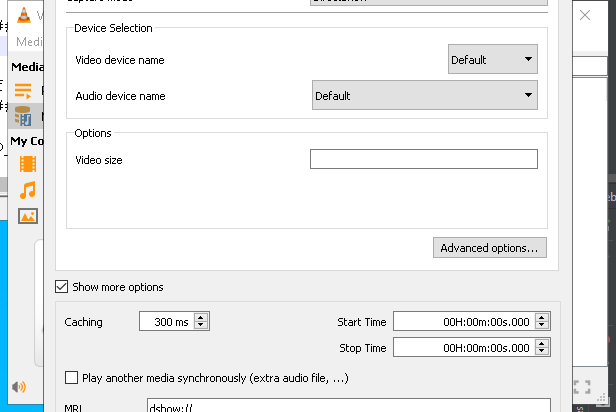 Device Selection
Video device name
Default
Audio device name
Default
Options
Video size
Advanced options...
Show more options
Caching
300 ms
Start Time
00H:00m:00s.000
Stop Time
00H:00m:00s.000
Play another media synchronously (extra audio file, ...)
MRL
dshow://
Media
My Co